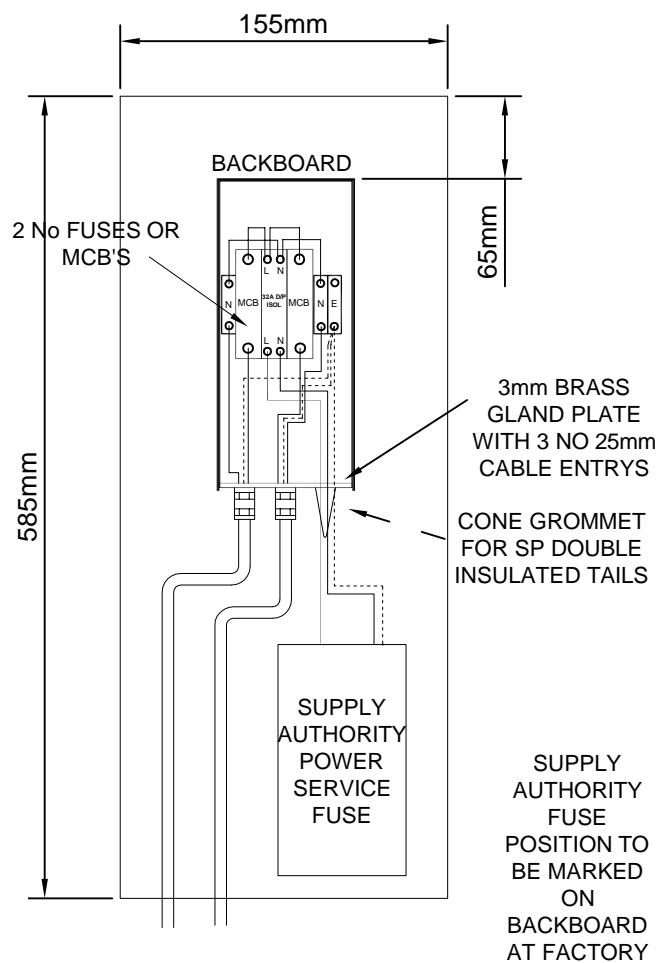 155mm
BACKBOARD
2 No FUSES OR
MCB'S
65mm
L N
N MCB 32A D/P MCB N E
ISOL
L N
3mm BRASS
GLAND PLATE
WITH 3 NO 25mm
CABLE ENTRYS
CONE GROMMET
FOR SP DOUBLE
INSULATED TAILS
585mm
SUPPLY
AUTHORITY
POWER
SERVICE
FUSE
SUPPLY
AUTHORITY
FUSE
POSITION TO
BE MARKED
ON
BACKBOARD
AT FACTORY